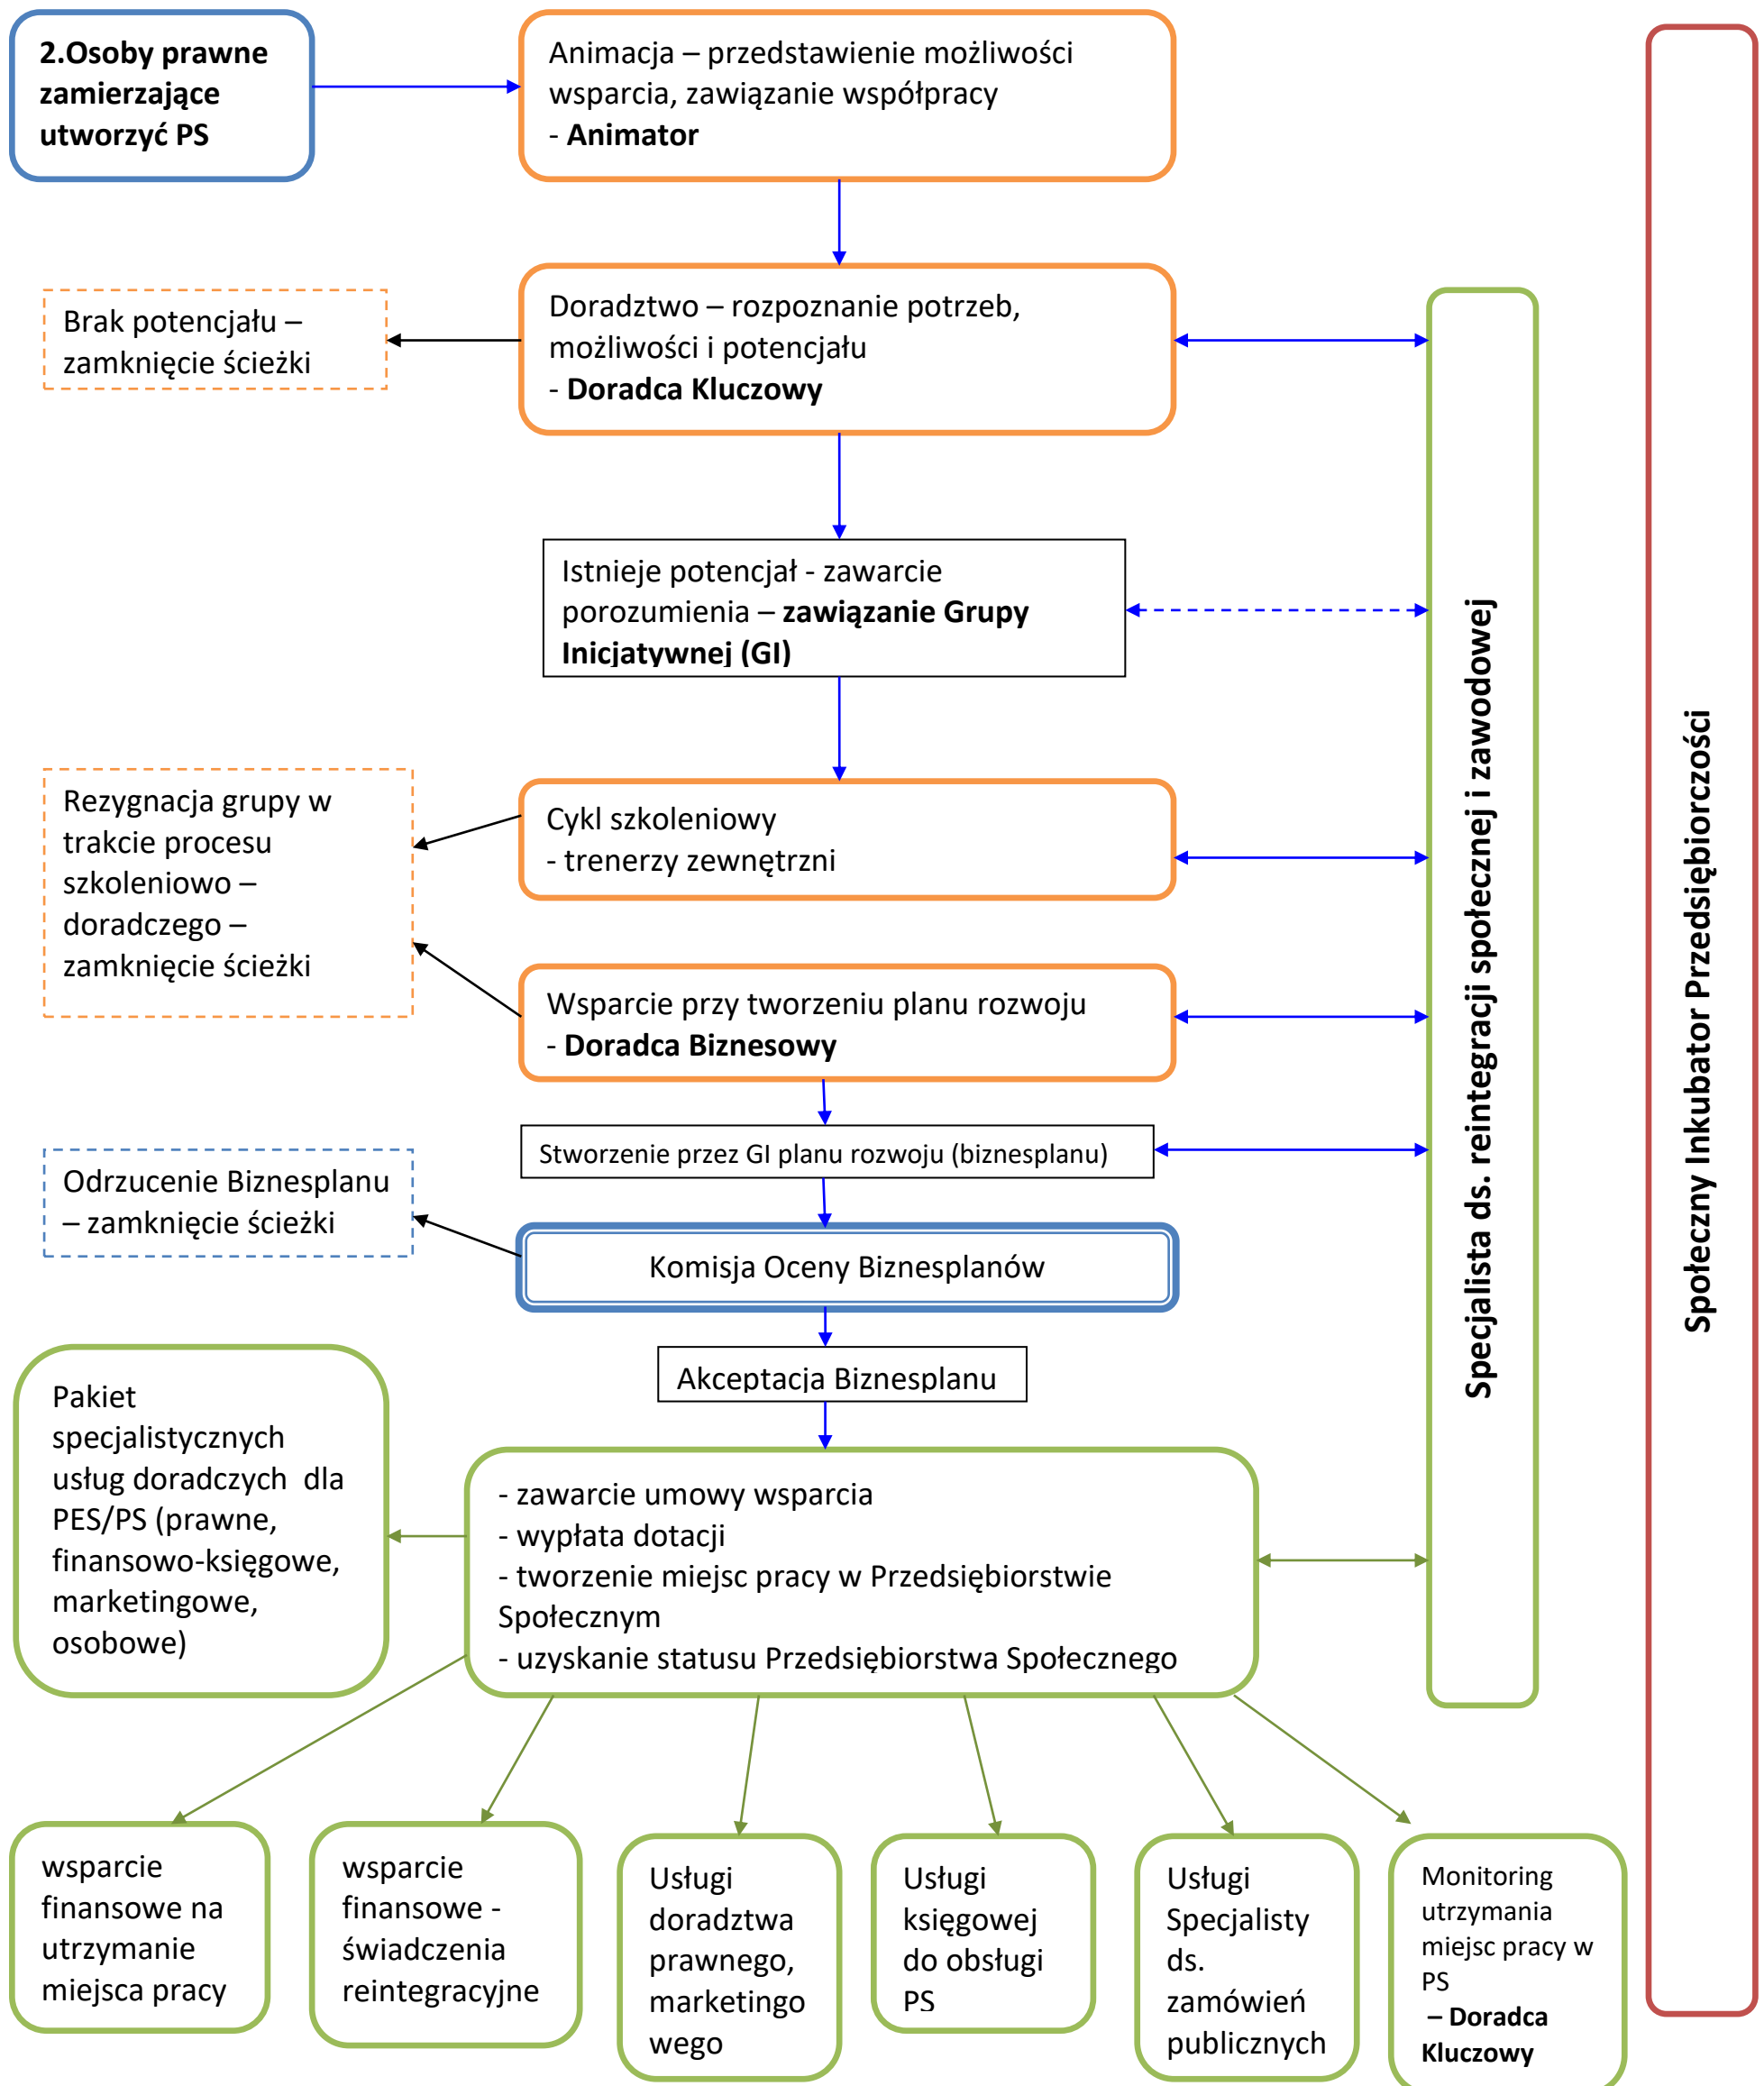 2.Osoby prawne
zamierzające
utworzyć PS
Animacja – przedstawienie możliwości
wsparcia, zawiązanie współpracy
- Animator
Brak potencjału –
zamknięcie ścieżki
Doradztwo – rozpoznanie potrzeb,
możliwości i potencjału
- Doradca Kluczowy
Istnieje potencjał - zawarcie
porozumienia – zawiązanie Grupy
Inicjatywnej (GI)
Rezygnacja grupy w
trakcie procesu
szkoleniowo –
doradczego –
zamknięcie ścieżki
Cykl szkoleniowy
- trenerzy zewnętrzni
Wsparcie przy tworzeniu planu rozwoju
- Doradca Biznesowy
Stworzenie przez GI planu rozwoju (biznesplanu)
Odrzucenie Biznesplanu
– zamknięcie ścieżki
Komisja Oceny Biznesplanów
Akceptacja Biznesplanu
Pakiet
specjalistycznych
usług doradczych  dla
PES/PS (prawne,
finansowo-księgowe,
marketingowe,
osobowe)
- zawarcie umowy wsparcia
- wypłata dotacji
- tworzenie miejsc pracy w Przedsiębiorstwie
Społecznym
- uzyskanie statusu Przedsiębiorstwa Społecznego
Specjalista ds. reintegracji społecznej i zawodowej
Społeczny Inkubator Przedsiębiorczości
wsparcie
finansowe na
utrzymanie
miejsca pracy
wsparcie
finansowe -
świadczenia
reintegracyjne
Usługi
doradztwa
prawnego,
marketingo
wego
Usługi
księgowej
do obsługi
PS
Usługi
Specjalisty
ds.
zamówień
publicznych
Monitoring
utrzymania
miejsc pracy w
PS
– Doradca
Kluczowy